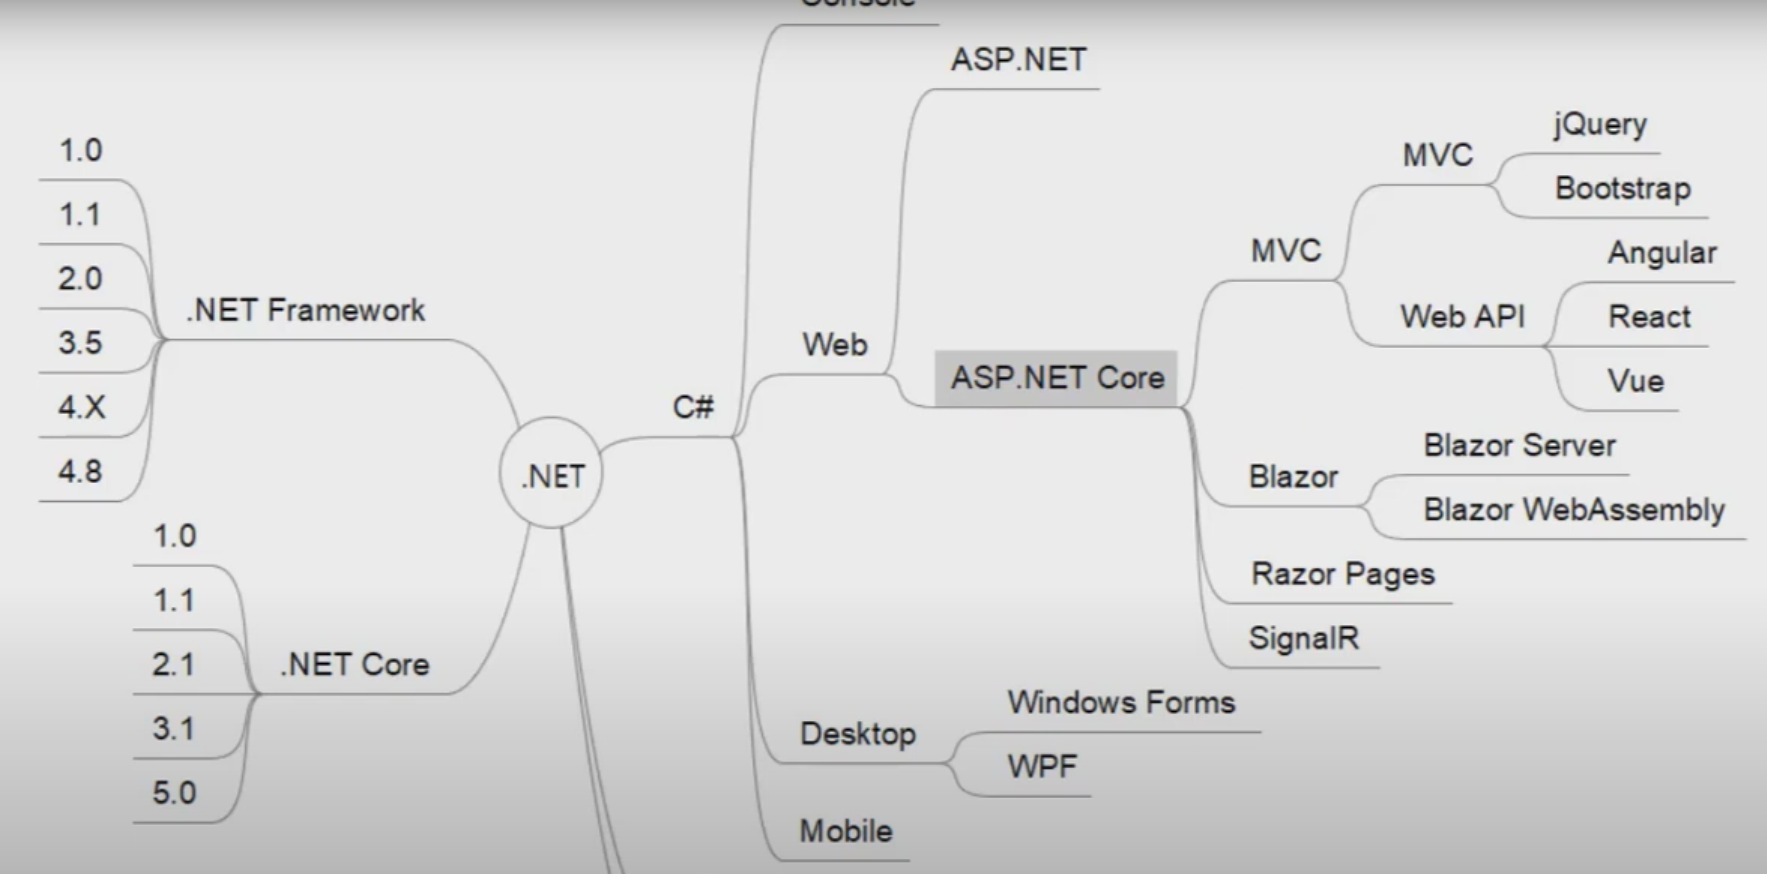 Console
ASP.NET
jQuery
MVC
Bootstrap
MVC
Angular
Web API
React
Vue
1.0
1.1
2.0
.NET Framework
3.5
4.X
4.8
Web
ASP.NET Core
C#
.NET
Blazor Server
Blazor
Blazor WebAssembly
Razor Pages
SignalR
1.0
1.1
2.1
.NET Core
3.1
5.0
Windows Forms
Desktop
WPF
Mobile